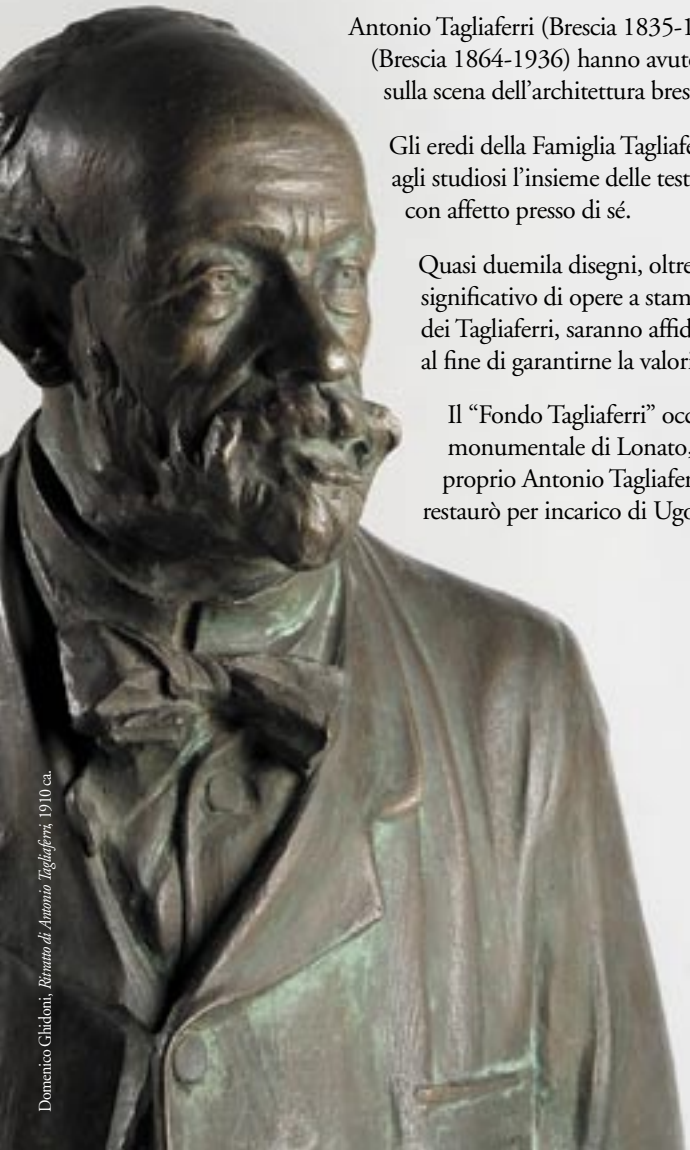 Antonio Tagliaferri (Brescia 1835-1
(Brescia 1864-1936) hanno avut
sulla scena dell’architettura bres
Gli eredi della Famiglia Tagliafe
agli studiosi l’insieme delle test
con affetto presso di sé.
Quasi duemila disegni, oltre
significativo di opere a stam
dei Tagliaferri, saranno affid
al fine di garantirne la valori
Il “Fondo Tagliaferri” occ
monumentale di Lonato,
proprio Antonio Tagliafer
restaurò per incarico di Ugo
Domenico Ghidoni, Ritratto di Antonio Tagliaferri, 1910 ca.